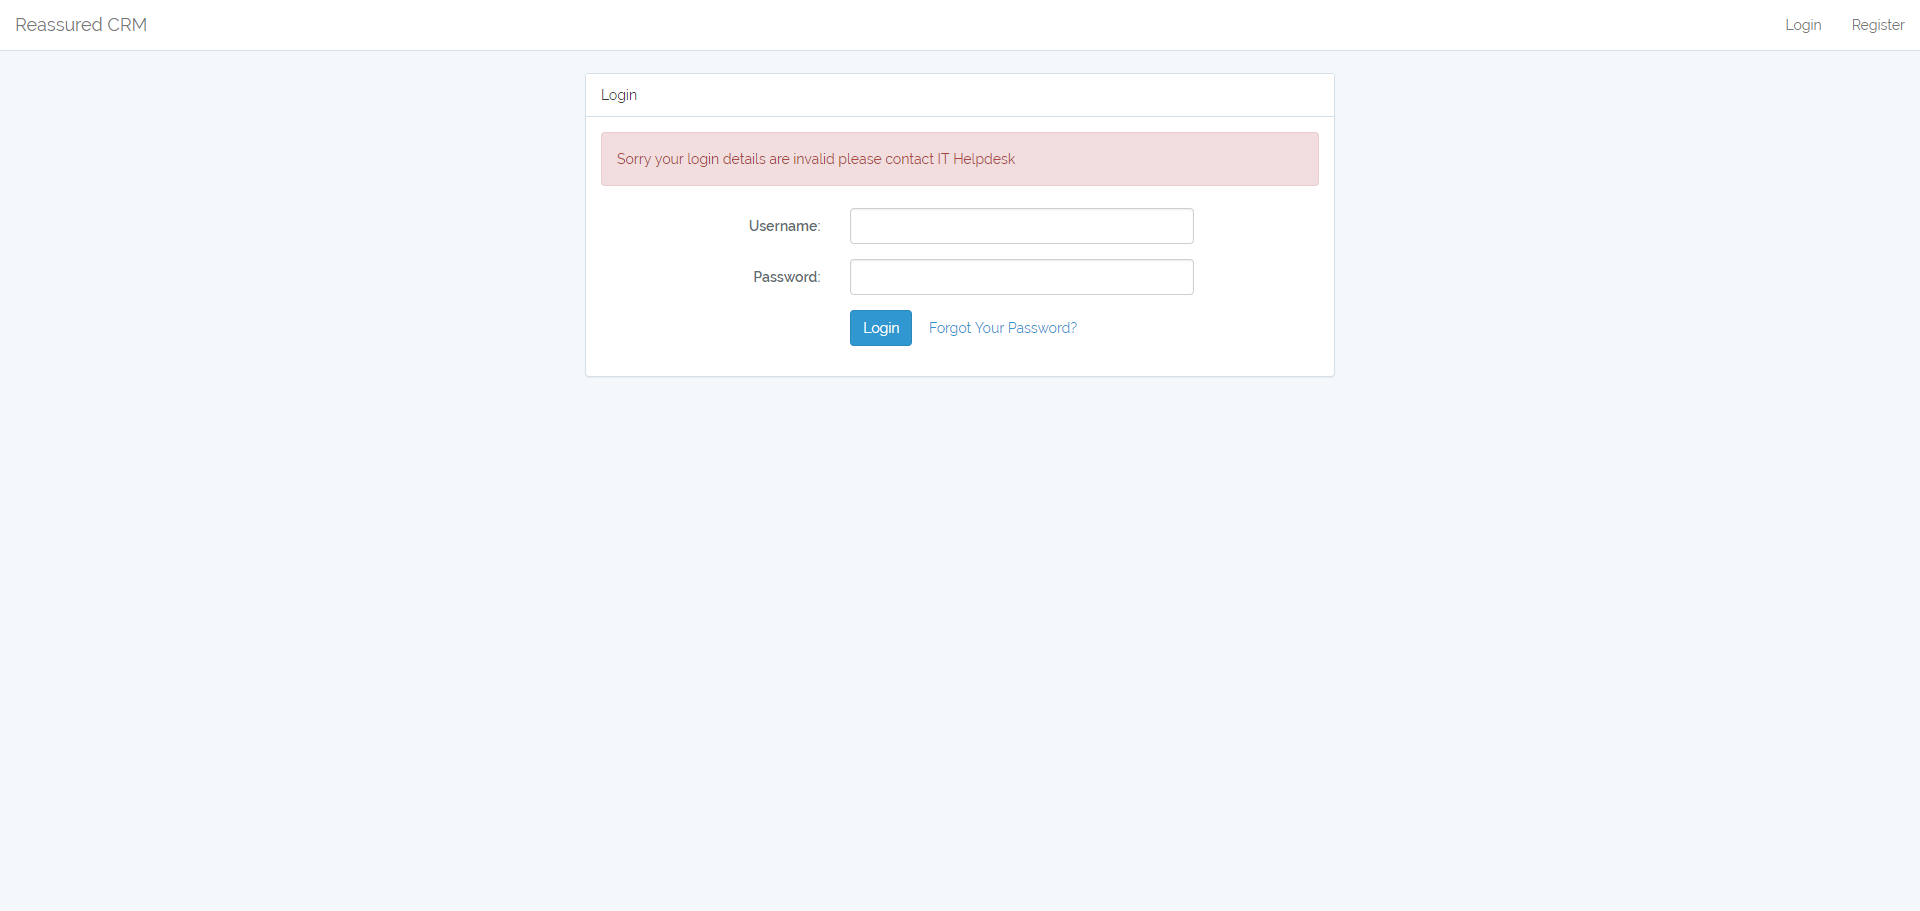 Reassured CRM
Login
Register
Login
Sorry your login details are invalid please contact IT Helpdesk
Username:
Password:
Login
Forgot Your Password?